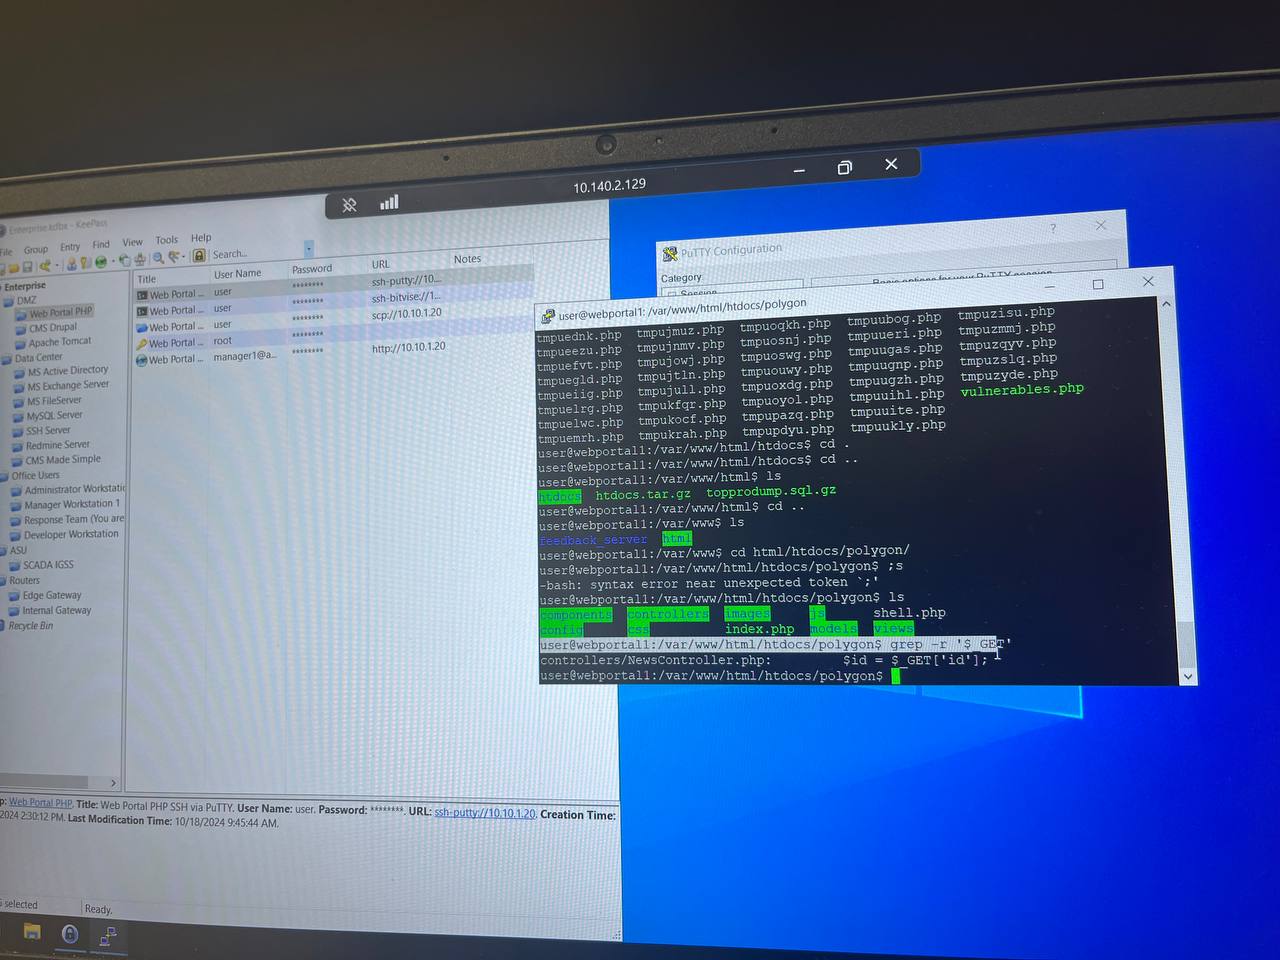 10.140.2.129
Enterprise.kdbx - KeePass
File Group Entry Find View Tools Help
Search...
Enterprise
DMZ
Web Portal PHP
CMS Drupal
Apache Tomcat
Data Center
MS Active Directory
MS Exchange Server
MS FileServer
MySQL Server
SSH Server
Redmine Server
CMS Made Simple
Office Users
Administrator Workstatio
Manager Workstation 1
Response Team (You are
Developer Workstation
ASU
SCADA IGSS
Routers
Edge Gateway
Internal Gateway
Recycle Bin
Title User Name Password URL Notes
Web Portal ... user ******** ssh-putty://10...
Web Portal ... user ******** ssh-bitvise://1...
Web Portal ... user ******** scp://10.10.1.20
Web Portal ... root ********
Web Portal ... manager1@a... ******** http://10.10.1.20
p: Web Portal PHP. Title: Web Portal PHP SSH via PuTTY. User Name: user. Password: ********. URL: ssh-putty://10.10.1.20. Creation Time:
2024 2:30:12 PM. Last Modification Time: 10/18/2024 9:45:44 AM.
selected
Ready.
PuTTY Configuration
? 
Category:
Session
Basic options for your PuTTY session
user@webportal1: /var/www/html/htdocs/polygon
tmpuednk.php tmpujmuz.php tmpuoqkh.php tmpuubog.php tmpuzisu.php
tmpueezu.php tmpujnmv.php tmpuosnj.php tmpuueri.php tmpuzmmj.php
tmpuefvt.php tmpujowj.php tmpuoswg.php tmpuugas.php tmpuzqyv.php
tmpuegld.php tmpujtln.php tmpuouwy.php tmpuugnp.php tmpuzslq.php
tmpueiig.php tmpujull.php tmpuoxdg.php tmpuugzh.php tmpuzyde.php
tmpuelrg.php tmpukfqr.php tmpuoyol.php tmpuuihl.php vulnerables.php
tmpuelwc.php tmpukocf.php tmpupazq.php tmpuuite.php
tmpuemrh.php tmpukrah.php tmpupdyu.php tmpuukly.php
user@webportal1:/var/www/html/htdocs$ cd .
user@webportal1:/var/www/html/htdocs$ cd ..
user@webportal1:/var/www/html$ ls
htdocs htdocs.tar.gz topprodump.sql.gz
user@webportal1:/var/www/html$ cd ..
user@webportal1:/var/www$ ls
feedback_server html
user@webportal1:/var/www$ cd html/htdocs/polygon/
user@webportal1:/var/www/html/htdocs/polygon$ ;s
-bash: syntax error near unexpected token `;'
user@webportal1:/var/www/html/htdocs/polygon$ ls
components controllers images js shell.php
config css index.php models views
user@webportal1:/var/www/html/htdocs/polygon$ grep -r '$_GET'
controllers/NewsController.php: $id = $_GET['id'];
user@webportal1:/var/www/html/htdocs/polygon$